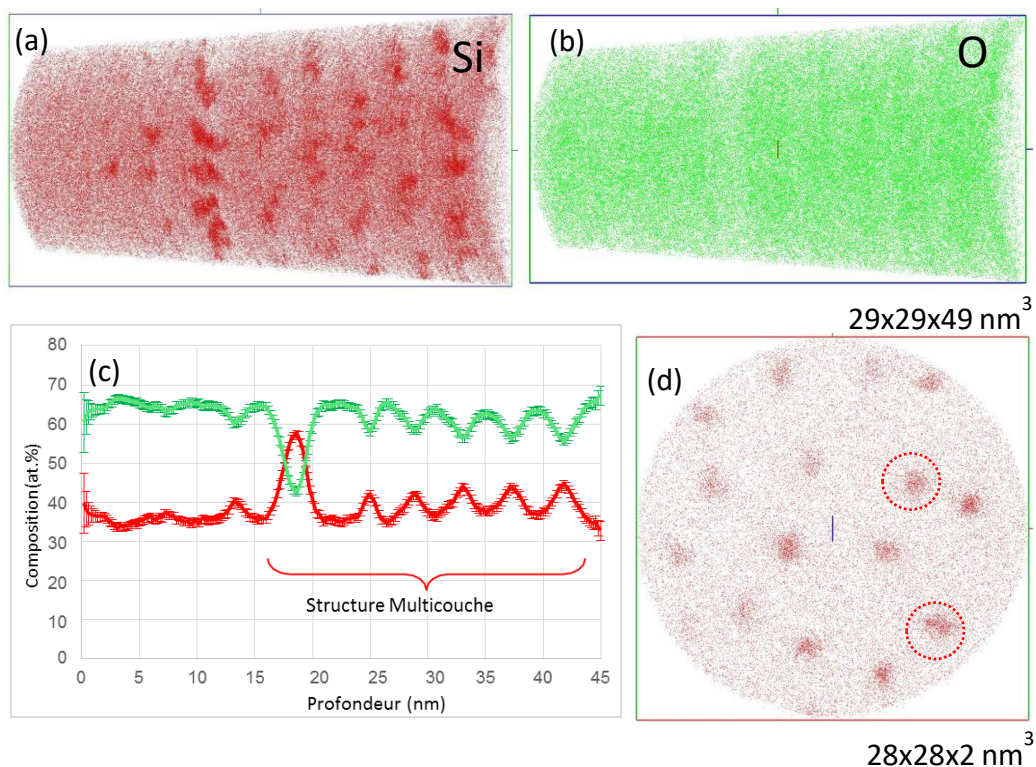 (a)
Si
(b)
O
29x29x49 nm³
(c)
Composition(at.%)
80
70
60
50
40
30
20
10
0
Structure Multicouche
0 5 10 15 20 25 30 35 40 45
Profondeur (nm)
(d)
28x28x2 nm³